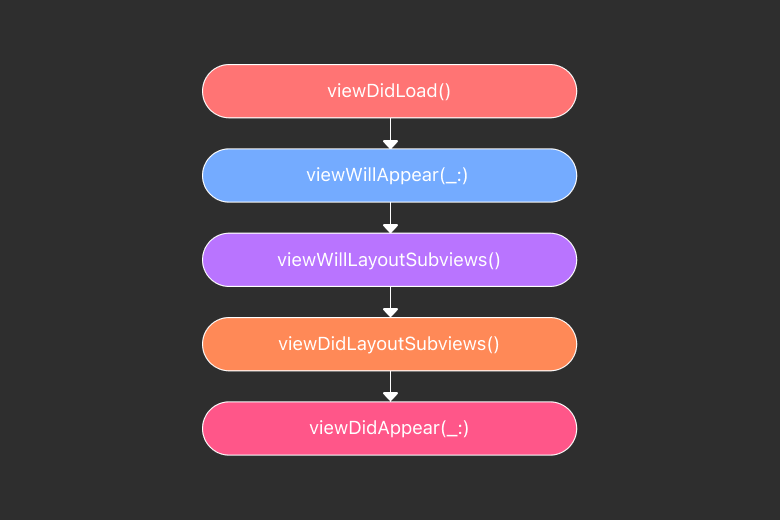 viewDidLoad()
viewWillAppear(_:)
viewWillLayoutSubviews()
viewDidLayoutSubviews()
viewDidAppear(_:)